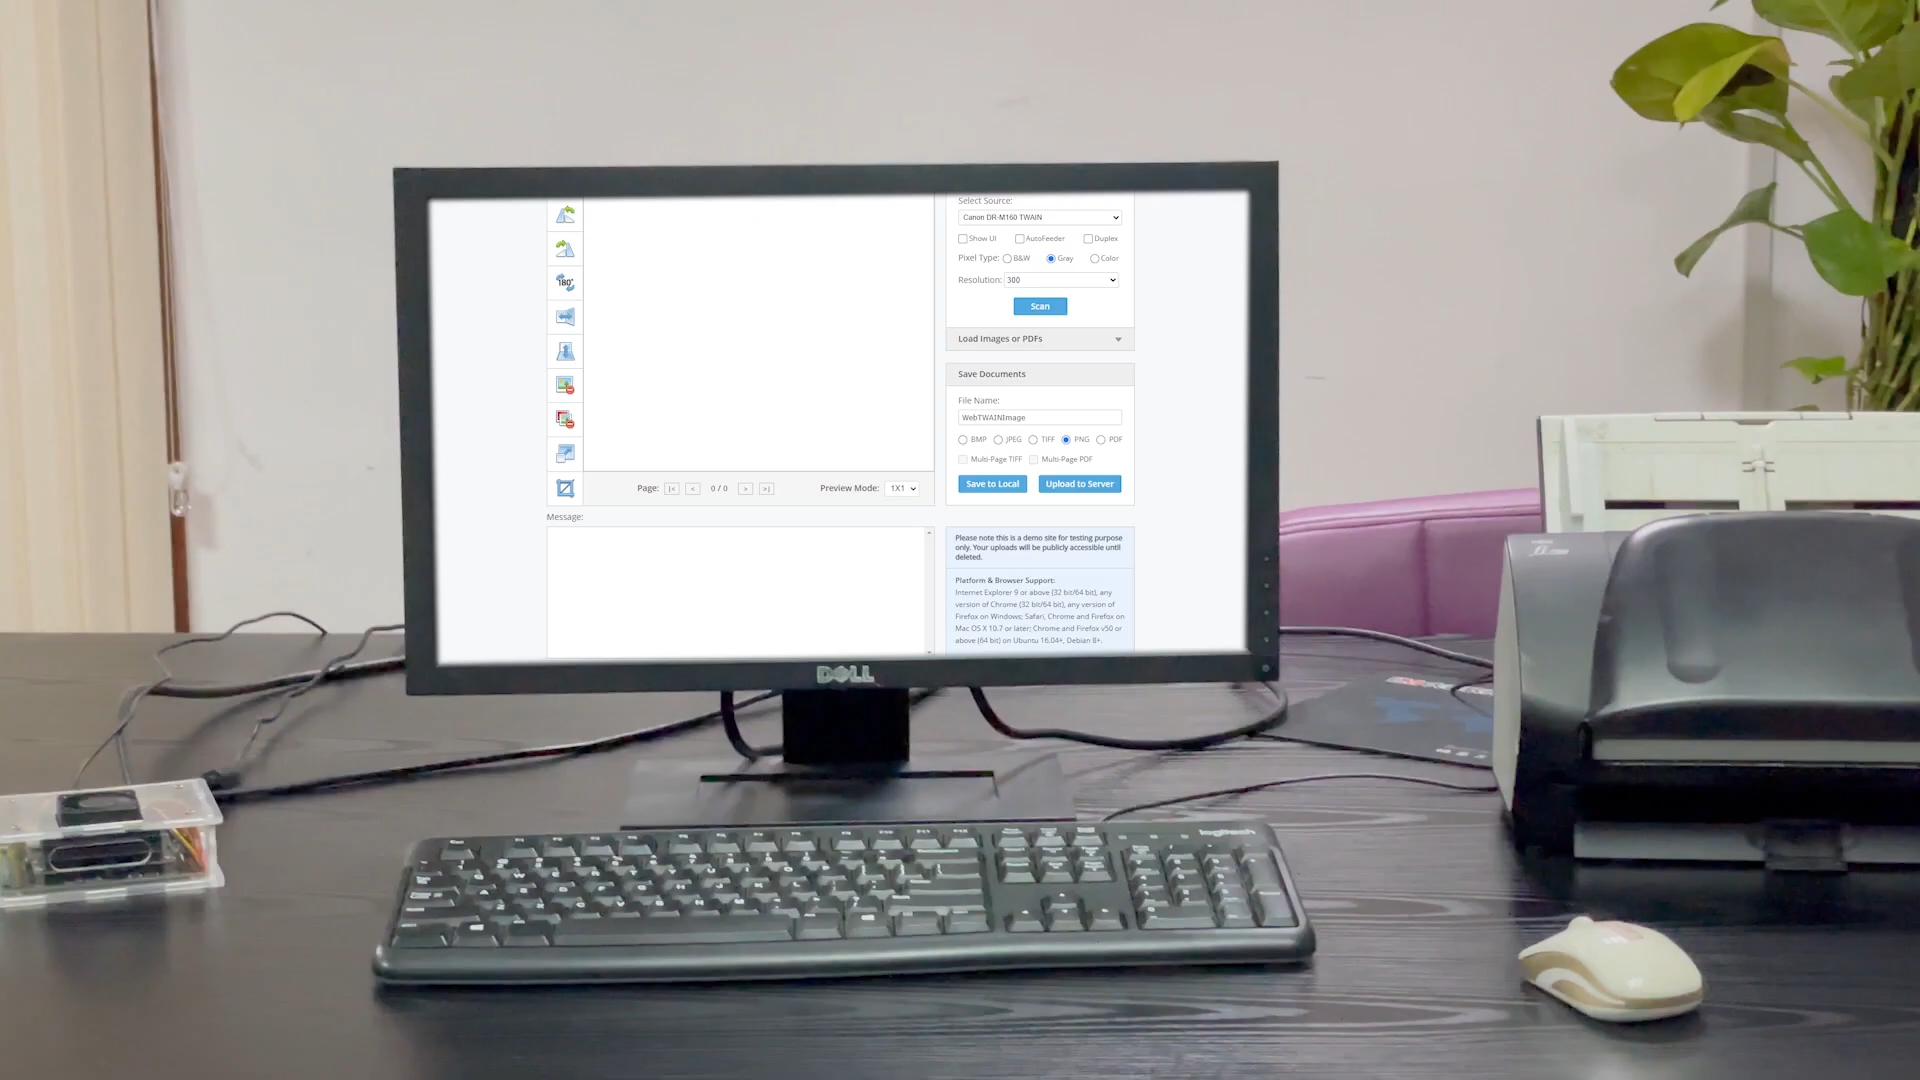 Select Source:
Canon DR-M160 TWAIN
Show UI AutoFeeder Duplex
Pixel Type: B&W Gray Color
Resolution: 300
180°
Scan
Load Images or PDFs
Save Documents
File Name:
WebTWAINImage
BMP JPEG TIFF PNG PDF
Multi-Page TIFF Multi-Page PDF
Save to Local Upload to Server
Page: |< < 0 / 0 > >| Preview Mode: 1X1
Message:
Please note this is a demo site for testing purpose
only. Your uploads will be publicly accessible until
deleted.
Platform & Browser Support:
Internet Explorer 9 or above (32 bit/64 bit), any
version of Chrome (32 bit/64 bit), any version of
Firefox on Windows; Safari, Chrome and Firefox on
Mac OS X 10.7 or later; Chrome and Firefox v50 or
above (64 bit) on Ubuntu 16.04+, Debian 8+.
DELL
logitech